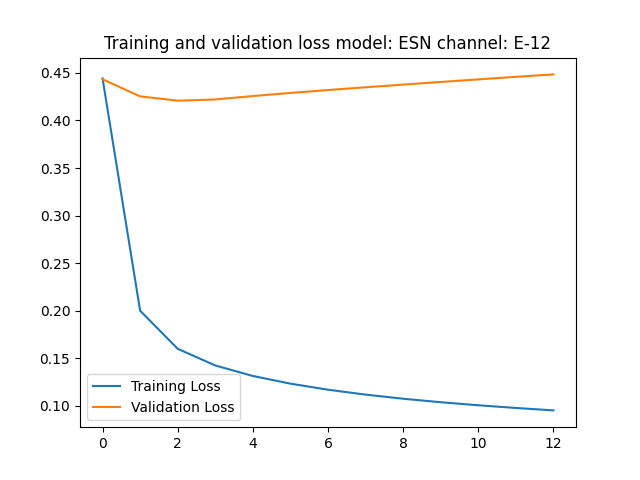 Training and validation loss model: ESN channel: E-12
0.45
0.40
0.35
0.30
0.25
0.20
0.15
0.10
Training Loss
Validation Loss
0 2 4 6 8 10 12